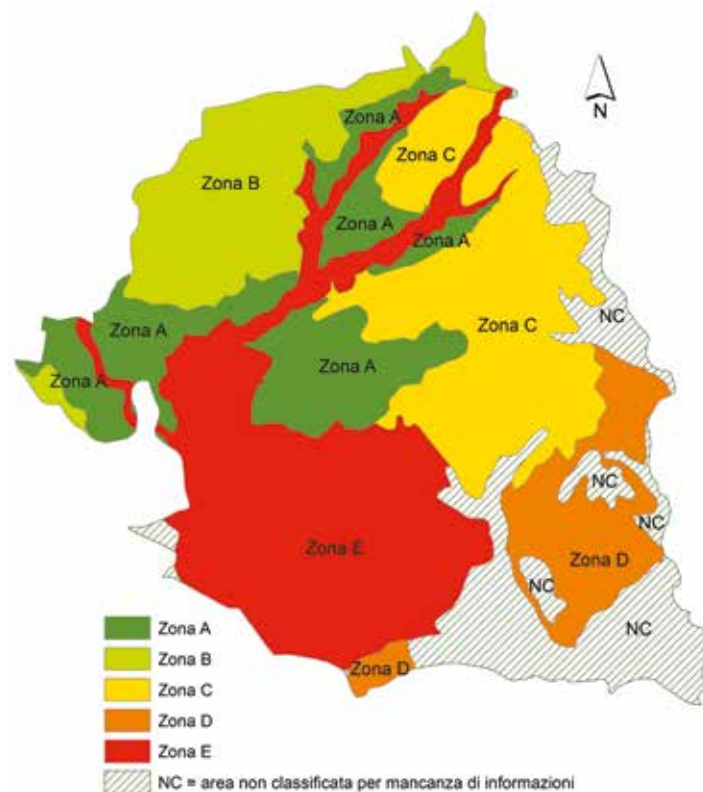 N
Zona A
Zona C
Zona B
Zona A
Zona A
Zona C
NC
Zona A
Zona A
Zona A
NC
NC
Zona E
Zona D
NC
NC
Zona D
Zona A
Zona B
Zona C
Zona D
Zona E
NC = area non classificata per mancanza di informazioni